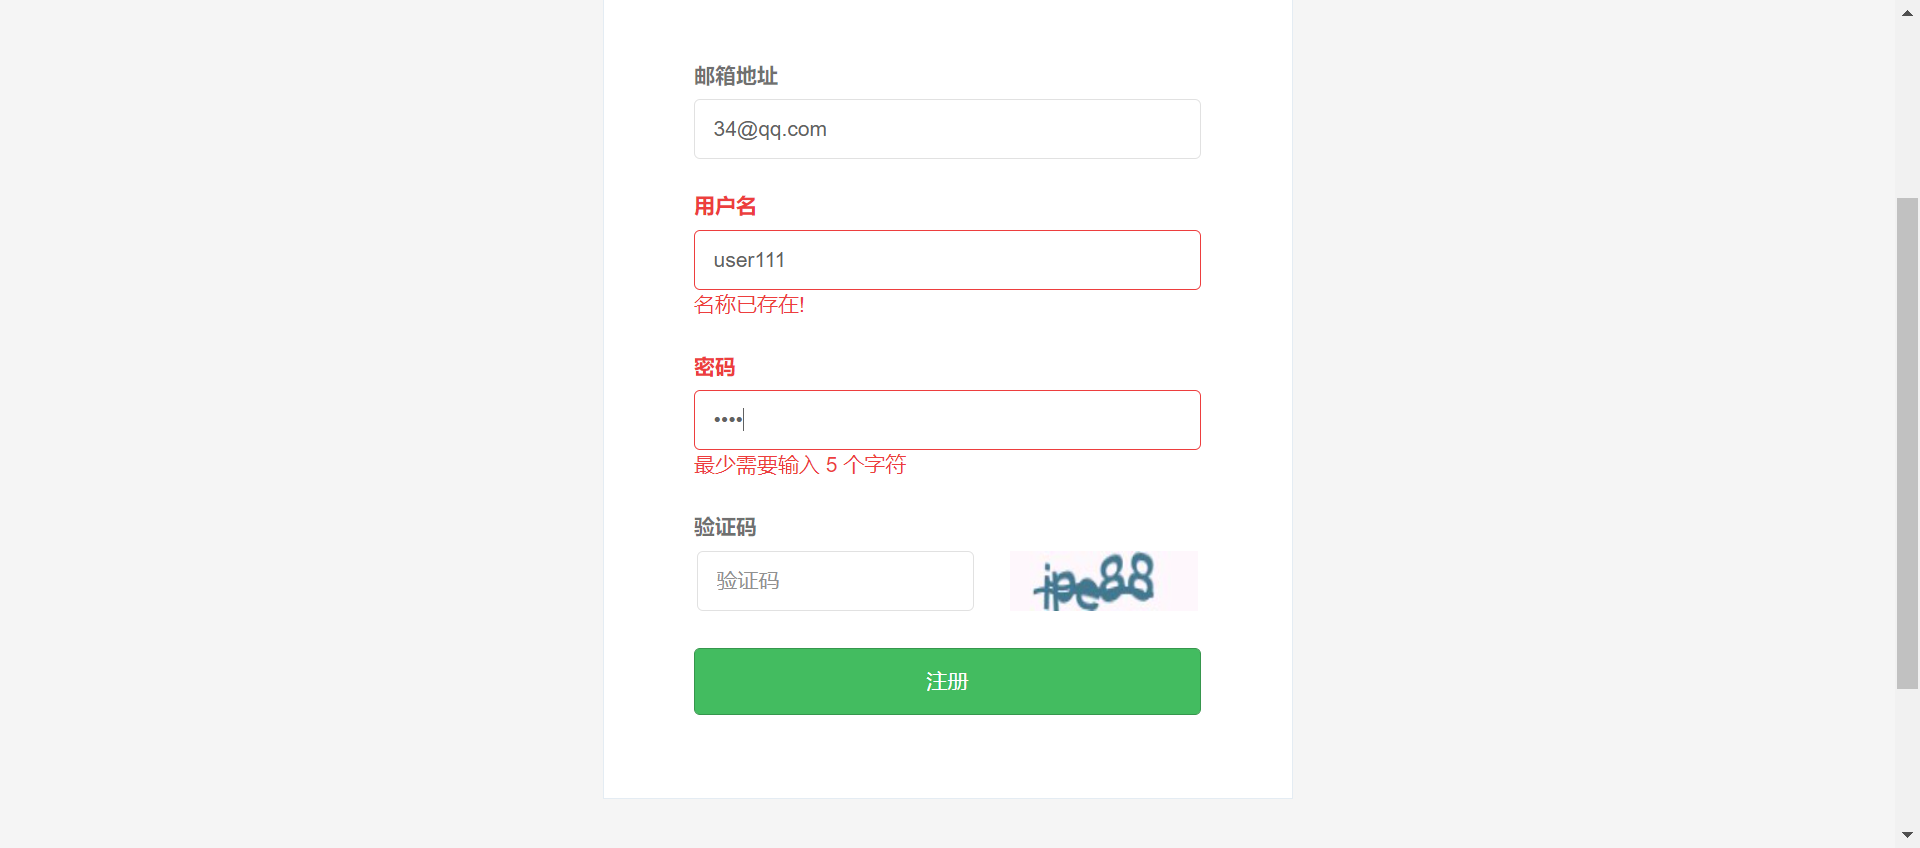 邮箱地址
34@qq.com
用户名
user111
名称已存在!
密码
••••
最少需要输入 5 个字符
验证码
验证码
注册